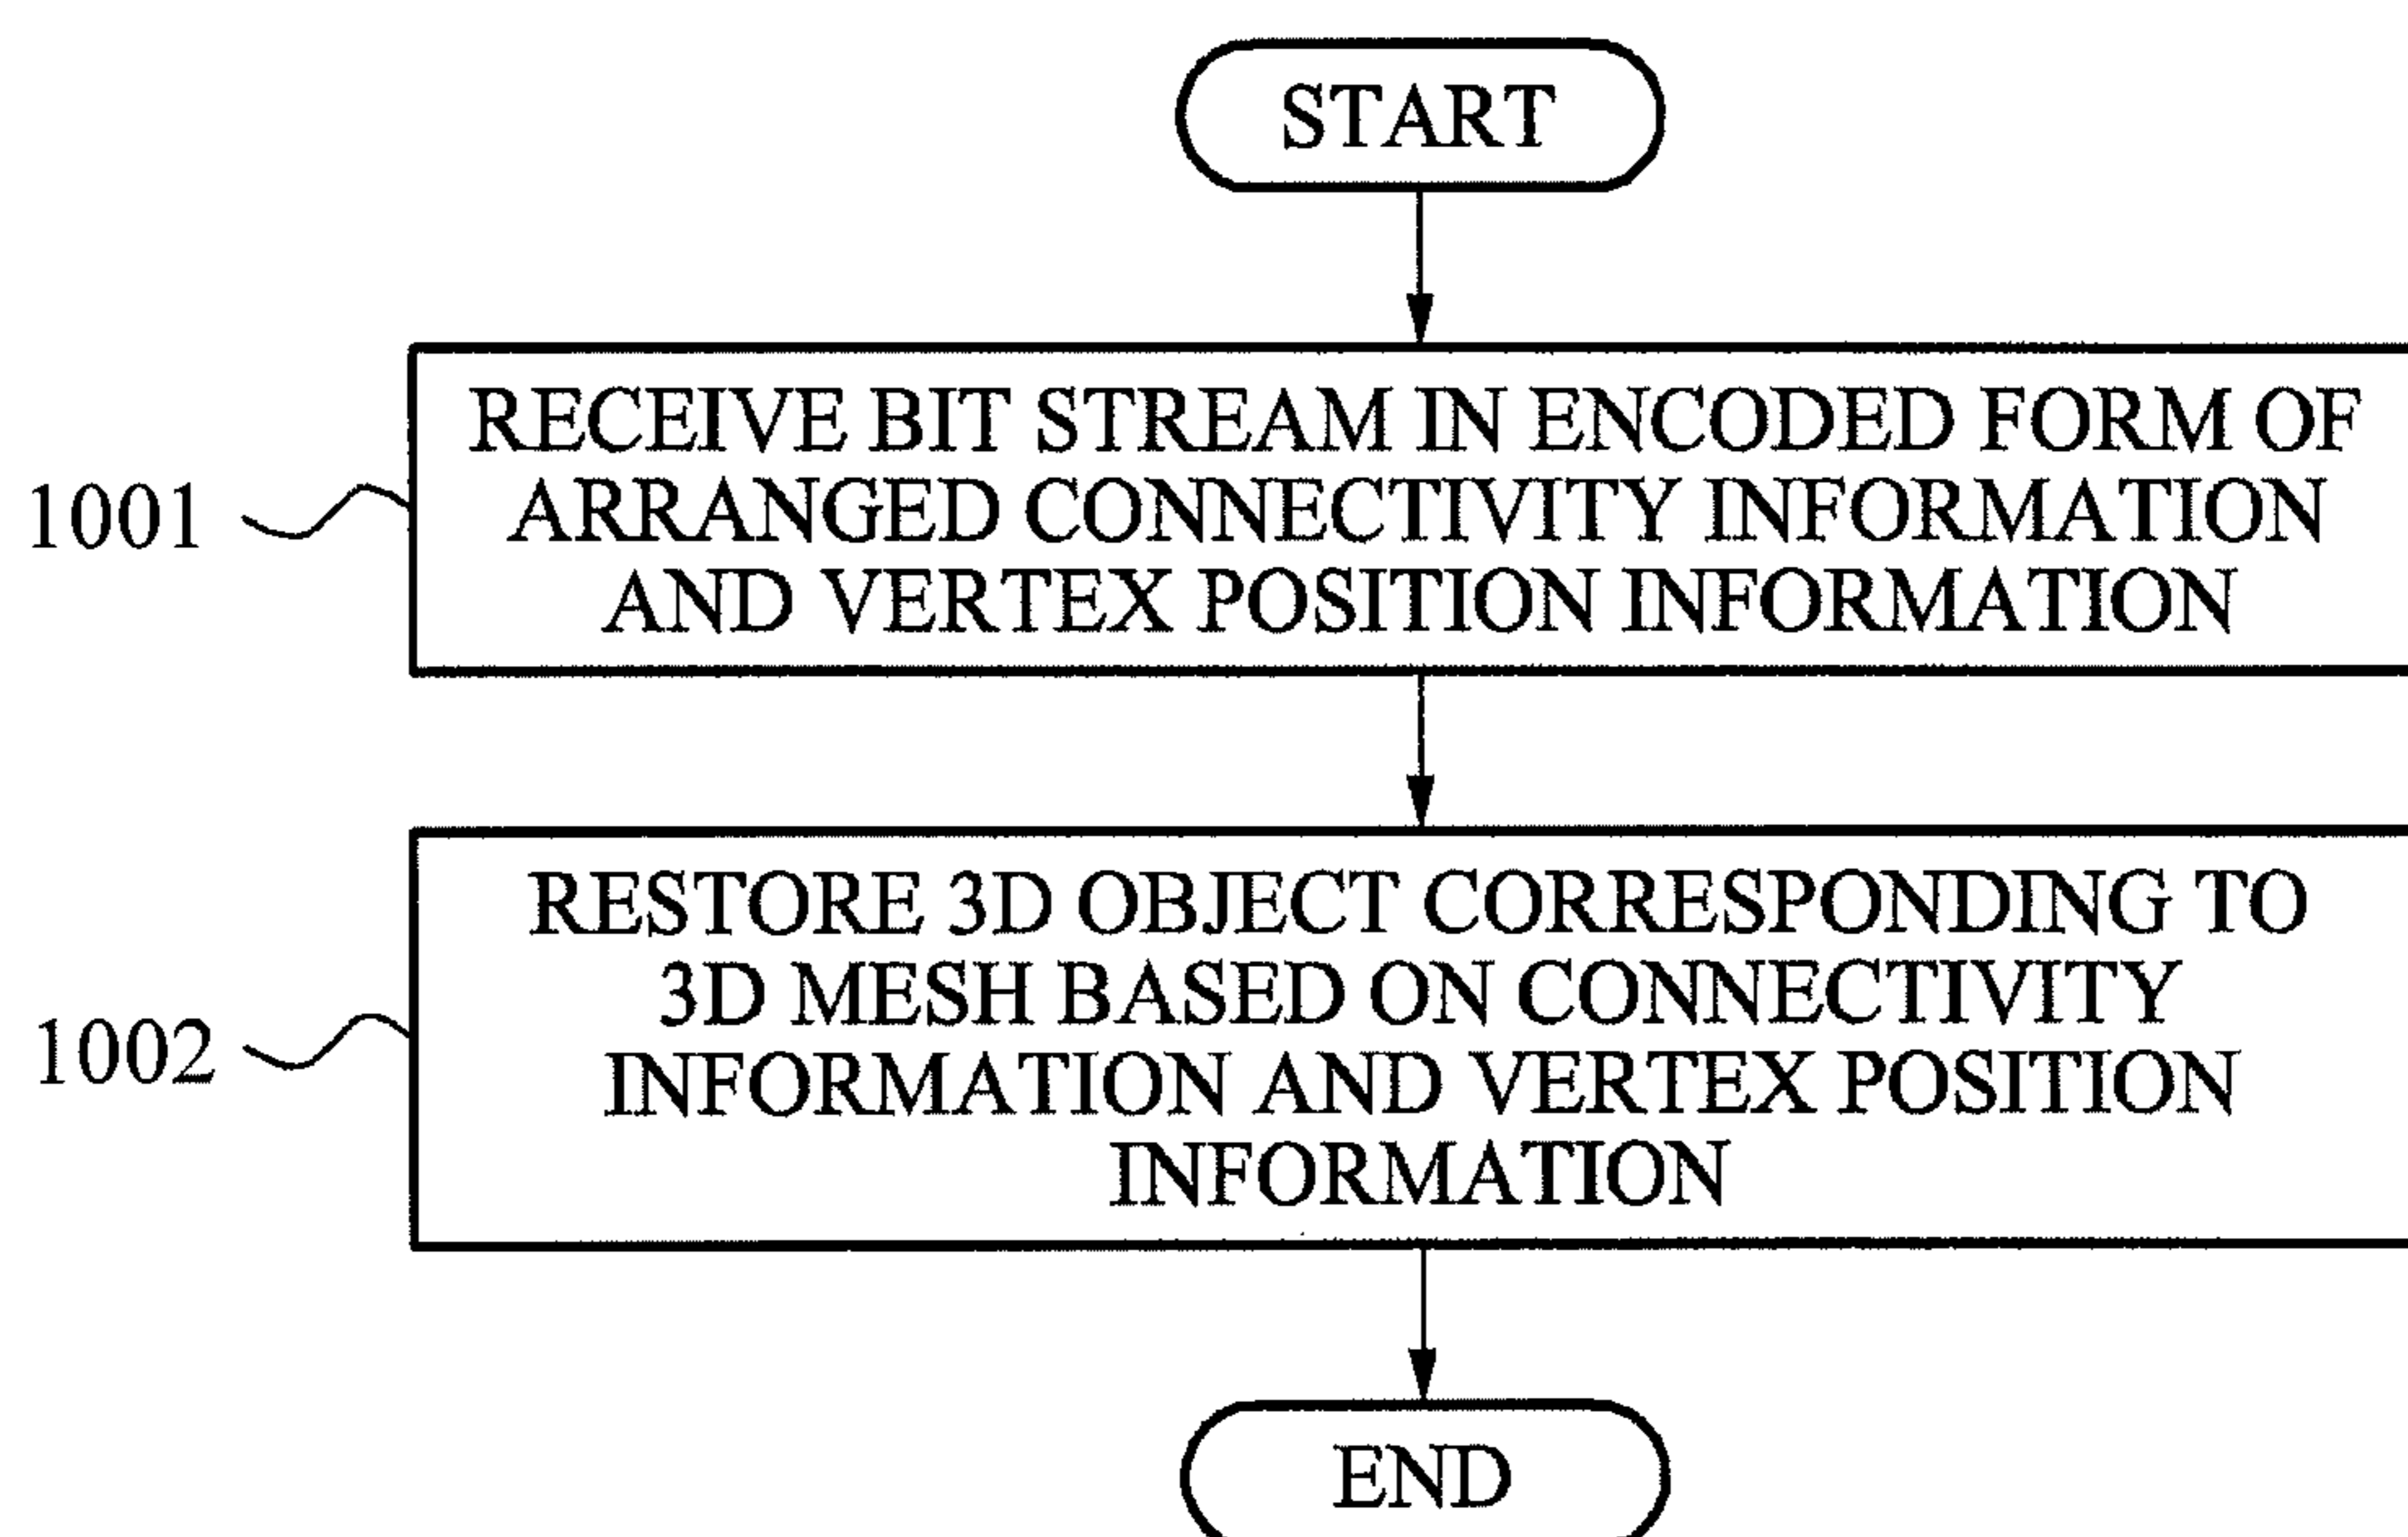 START
RECEIVE BIT STREAM IN ENCODED FORM OF
ARRANGED CONNECTIVITY INFORMATION
AND VERTEX POSITION INFORMATION
1001
RESTORE 3D OBJECT CORRESPONDING TO
3D MESH BASED ON CONNECTIVITY
INFORMATION AND VERTEX POSITION
INFORMATION
1002
END